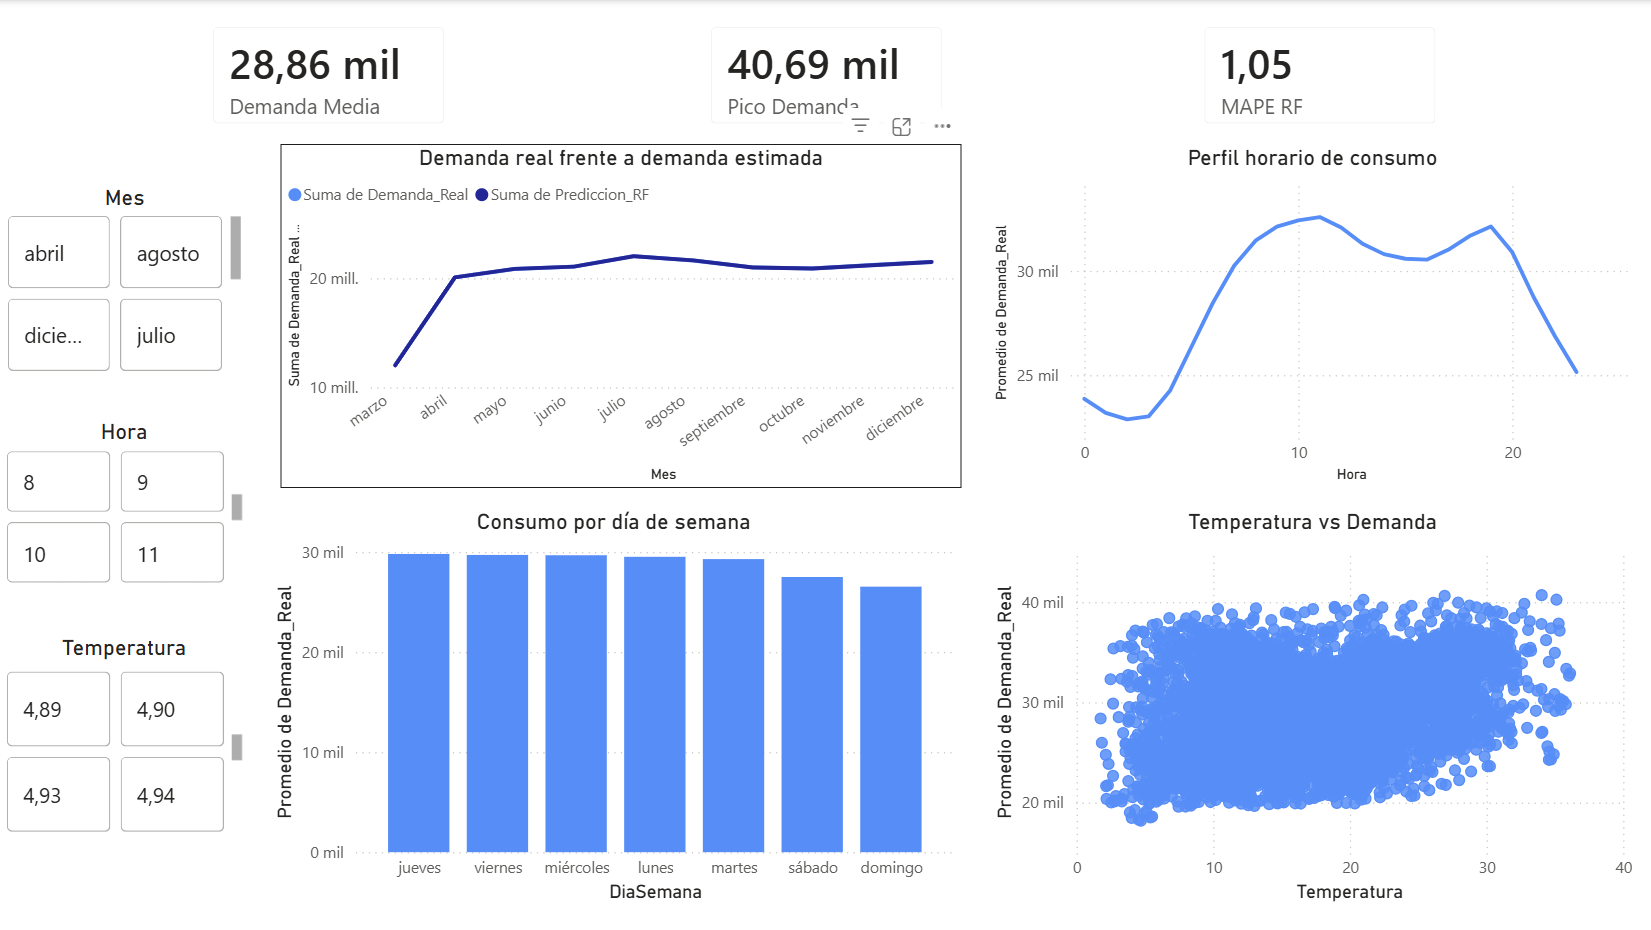 28,86 mil
Demanda Media
40,69 mil
Pico Demanda
1,05
MAPE RF
Mes
abril
agosto
dicie...
julio
Hora
8
9
10
11
Temperatura
4,89
4,90
4,93
4,94
Demanda real frente a demanda estimada
Suma de Demanda_Real
Suma de Prediccion_RF
Suma de Demanda_Real ...
20 mill.
10 mill.
marzo
abril
mayo
junio
julio
agosto
septiembre
octubre
noviembre
diciembre
Mes
Perfil horario de consumo
Promedio de Demanda_Real
30 mil
25 mil
0
10
20
Hora
Consumo por día de semana
Promedio de Demanda_Real
30 mil
20 mil
10 mil
0 mil
jueves
viernes
miércoles
lunes
martes
sábado
domingo
DiaSemana
Temperatura vs Demanda
Promedio de Demanda_Real
40 mil
30 mil
20 mil
0
10
20
30
40
Temperatura